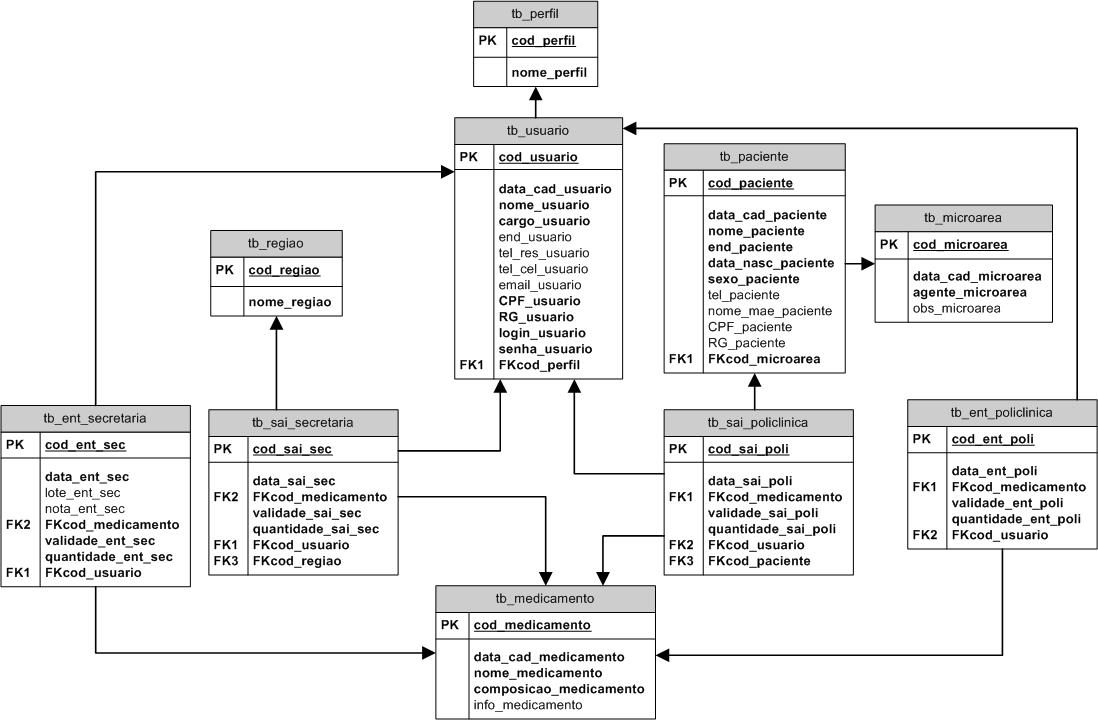 tb_perfil
PK cod_perfil
nome_perfil
tb_usuario
PK cod_usuario
data_cad_usuario
nome_usuario
cargo_usuario
end_usuario
tel_res_usuario
tel_cel_usuario
email_usuario
CPF_usuario
RG_usuario
login_usuario
senha_usuario
FK1 FKcod_perfil
tb_paciente
PK cod_paciente
data_cad_paciente
nome_paciente
end_paciente
data_nasc_paciente
sexo_paciente
tel_paciente
nome_mae_paciente
CPF_paciente
RG_paciente
FK1 FKcod_microarea
tb_microarea
PK cod_microarea
data_cad_microarea
agente_microarea
obs_microarea
tb_regiao
PK cod_regiao
nome_regiao
tb_ent_secretaria
PK cod_ent_sec
data_ent_sec
lote_ent_sec
nota_ent_sec
FK2 FKcod_medicamento
validade_ent_sec
quantidade_ent_sec
FK1 FKcod_usuario
tb_sai_secretaria
PK cod_sai_sec
data_sai_sec
FK2 FKcod_medicamento
validade_sai_sec
quantidade_sai_sec
FK1 FKcod_usuario
FK3 FKcod_regiao
tb_sai_policlinica
PK cod_sai_poli
data_sai_poli
FK1 FKcod_medicamento
validade_sai_poli
quantidade_sai_poli
FK2 FKcod_usuario
FK3 FKcod_paciente
tb_ent_policlinica
PK cod_ent_poli
data_ent_poli
FK1 FKcod_medicamento
validade_ent_poli
quantidade_ent_poli
FK2 FKcod_usuario
tb_medicamento
PK cod_medicamento
data_cad_medicamento
nome_medicamento
composicao_medicamento
info_medicamento